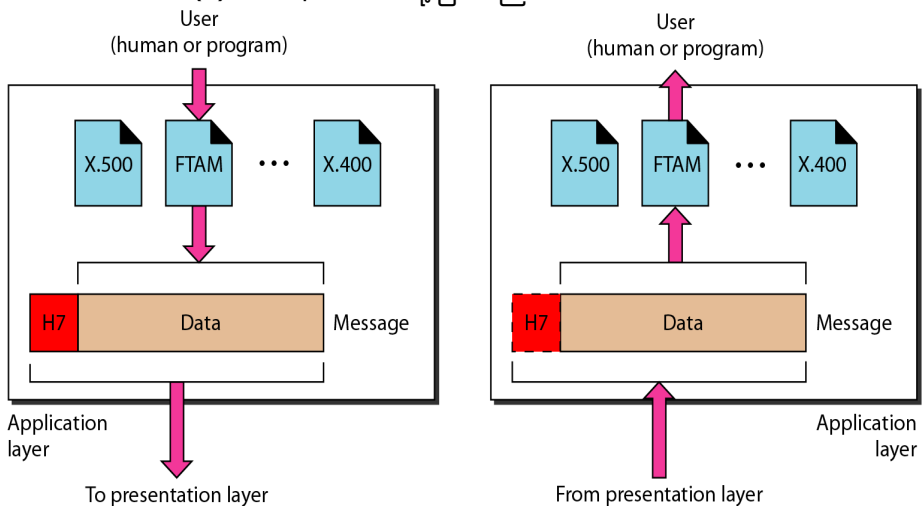 User
(human or program)
X.500
FTAM
...
X.400
H7
Data
Message
Application
layer
To presentation layer
User
(human or program)
X.500
FTAM
...
X.400
H7
Data
Message
Application
layer
From presentation layer